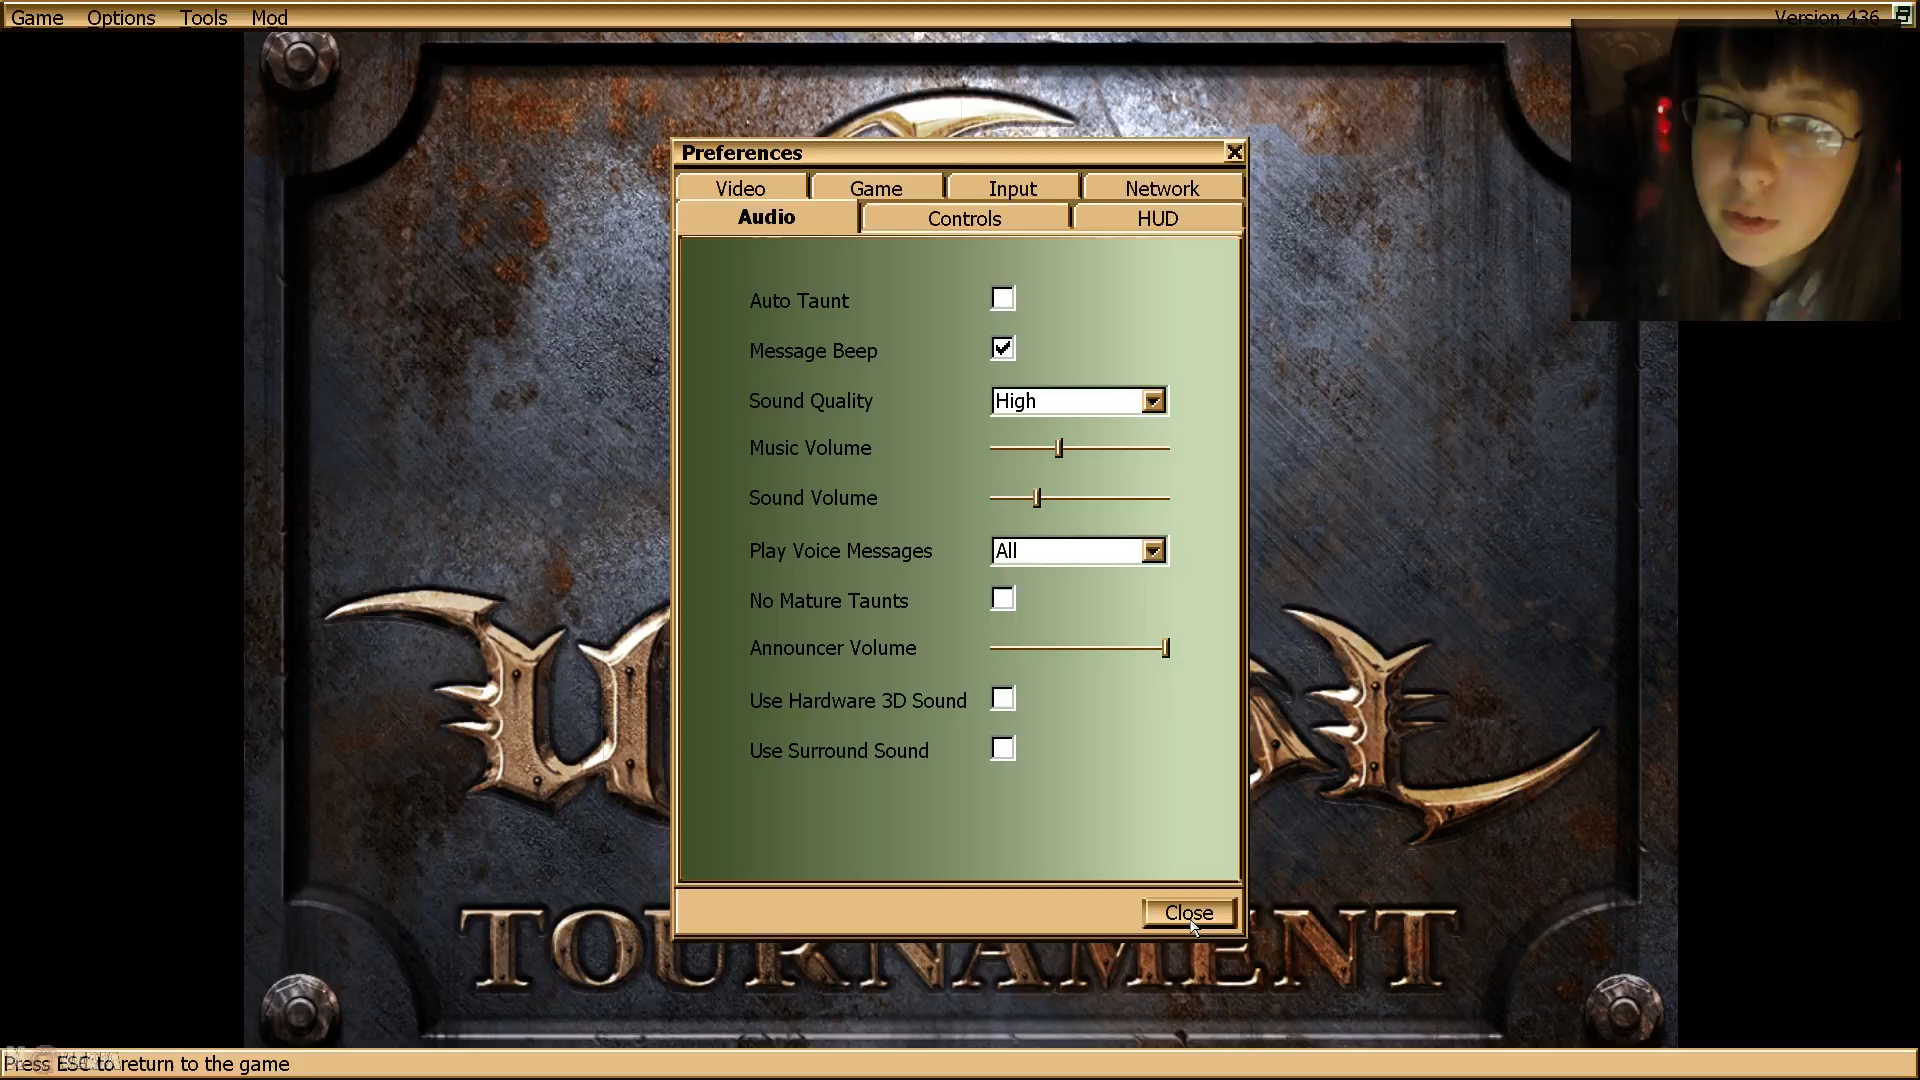 Game Options Tools Mod Version 436
Preferences
Video Game Input Network
Audio Controls HUD
Auto Taunt
Message Beep
Sound Quality High
Music Volume
Sound Volume
Play Voice Messages All
No Mature Taunts
Announcer Volume
Use Hardware 3D Sound
Use Surround Sound
Close
TOURNAMENT
Press ESC to return to the game